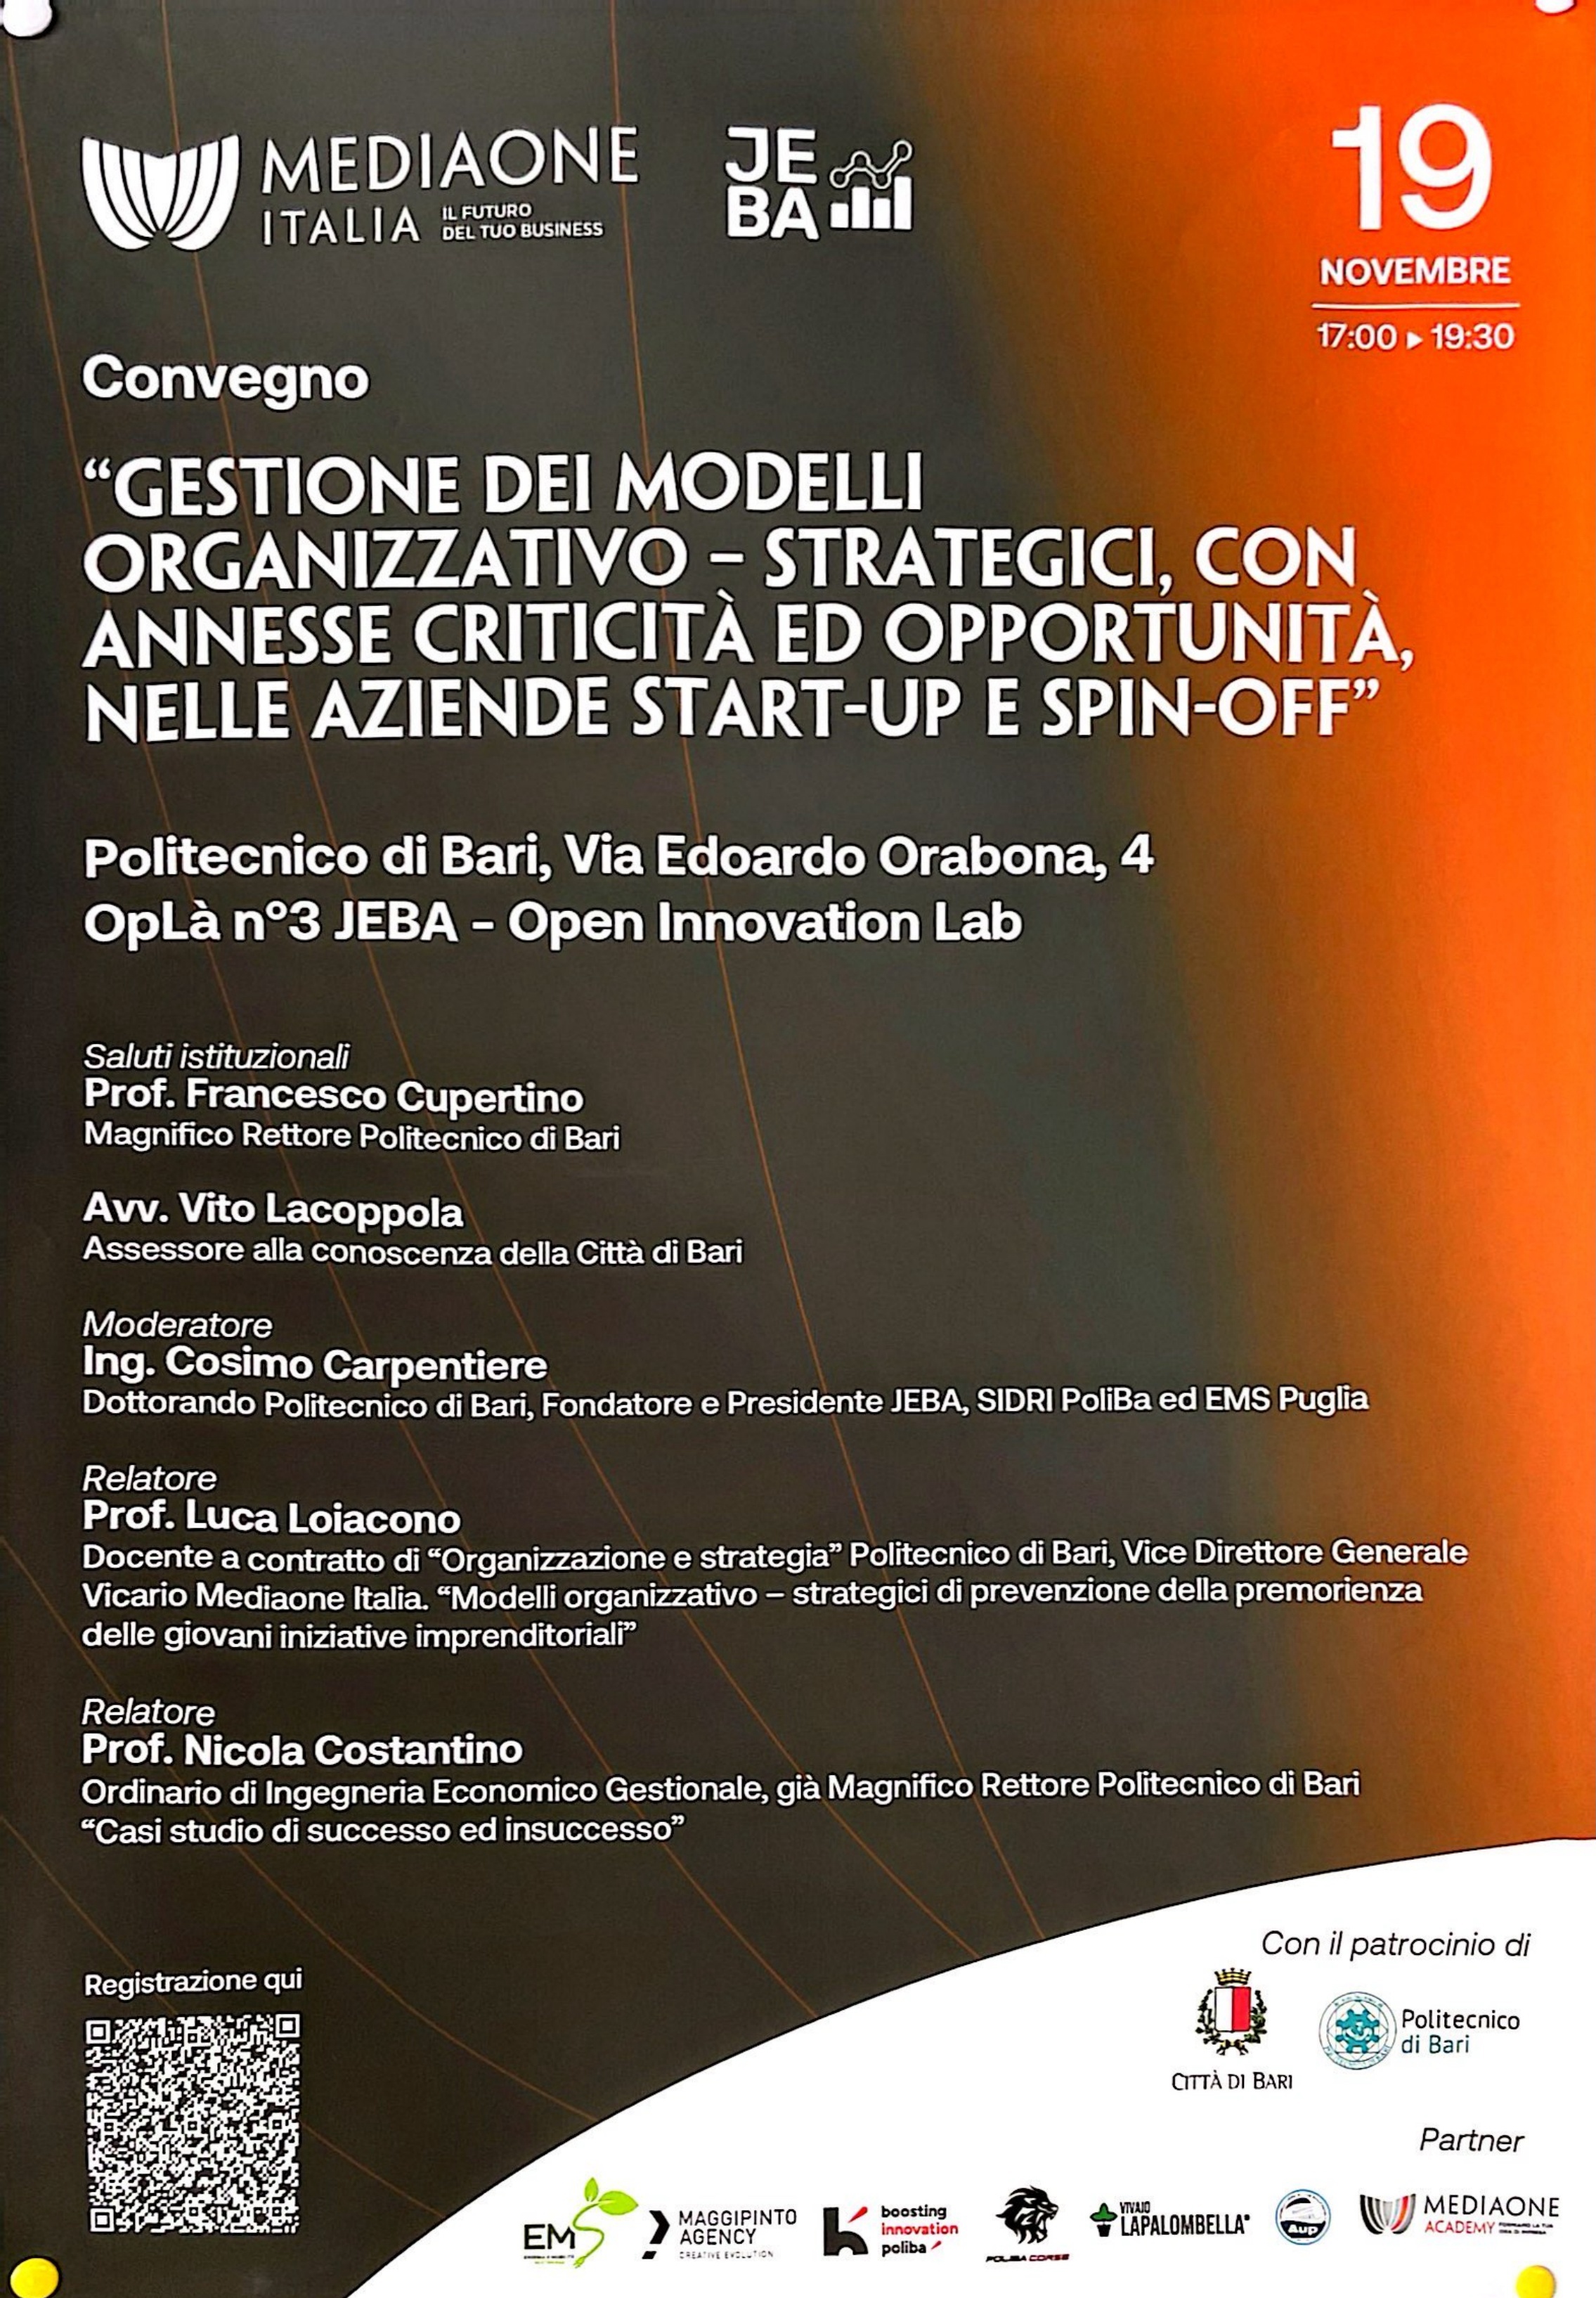 MEDIAONE
ITALIA IL FUTURO
DEL TUO BUSINESS
JE
BA
19
NOVEMBRE
17:00 ▸ 19:30
Convegno
“GESTIONE DEI MODELLI
ORGANIZZATIVO – STRATEGICI, CON
ANNESSE CRITICITÀ ED OPPORTUNITÀ,
NELLE AZIENDE START-UP E SPIN-OFF”
Politecnico di Bari, Via Edoardo Orabona, 4
OpLà n°3 JEBA – Open Innovation Lab
Saluti istituzionali
Prof. Francesco Cupertino
Magnifico Rettore Politecnico di Bari
Avv. Vito Lacoppola
Assessore alla conoscenza della Città di Bari
Moderatore
Ing. Cosimo Carpentiere
Dottorando Politecnico di Bari, Fondatore e Presidente JEBA, SIDRI PoliBa ed EMS Puglia
Relatore
Prof. Luca Loiacono
Docente a contratto di “Organizzazione e strategia” Politecnico di Bari, Vice Direttore Generale
Vicario Mediaone Italia. “Modelli organizzativo – strategici di prevenzione della premorienza
delle giovani iniziative imprenditoriali”
Relatore
Prof. Nicola Costantino
Ordinario di Ingegneria Economico Gestionale, già Magnifico Rettore Politecnico di Bari
“Casi studio di successo ed insuccesso”
Registrazione qui
Con il patrocinio di
CITTÀ DI BARI
Politecnico
di Bari
Partner
EMS
MAGGIPINTO
AGENCY
CREATIVE EVOLUTION
boosting
innovation
poliba
POLIBA CORSE
VIVAIO
LAPALOMBELLA
Aup
MEDIAONE
ACADEMY